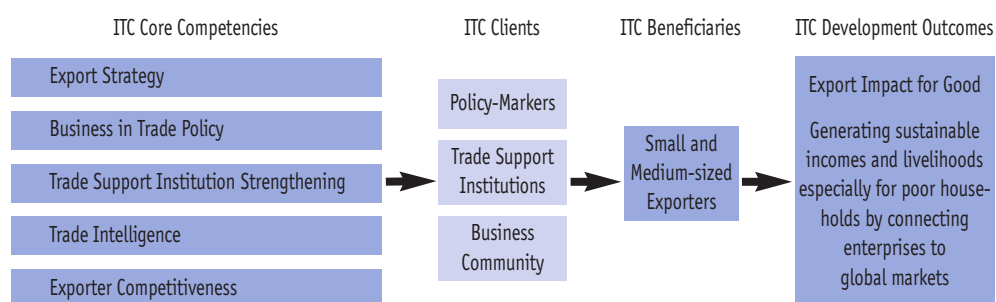 ITC Core Competencies
Export Strategy
Business in Trade Policy
Trade Support Institution Strengthening
Trade Intelligence
Exporter Competitiveness
ITC Clients
Policy-Markers
Trade Support
Institutions
Business
Community
ITC Beneficiaries
Small and
Medium-sized
Exporters
ITC Development Outcomes
Export Impact for Good
Generating sustainable
incomes and livelihoods
especially for poor house-
holds by connecting
enterprises to
global markets